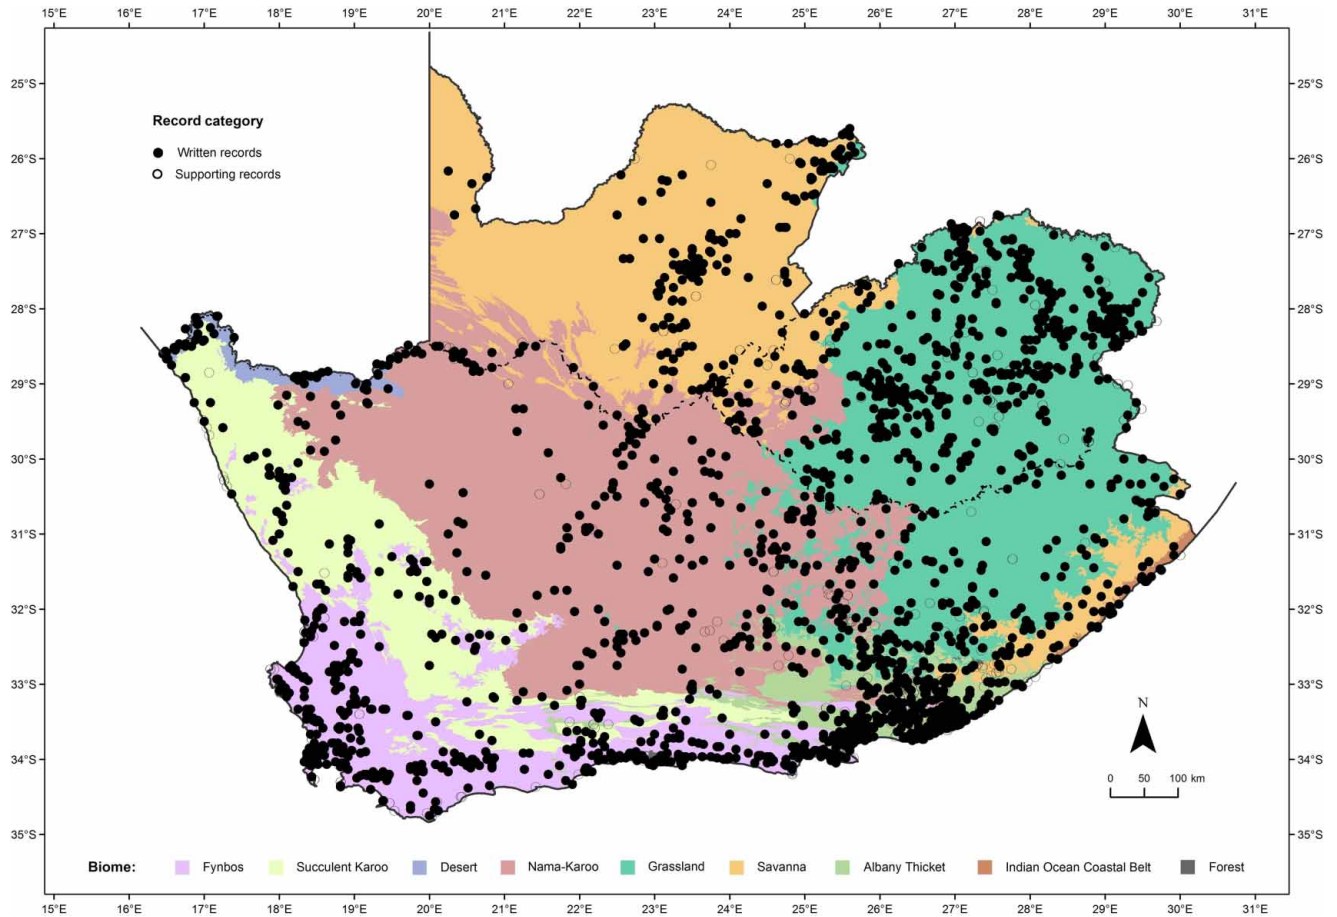 15°E 16°E 17°E 18°E 19°E 20°E 21°E 22°E 23°E 24°E 25°E 26°E 27°E 28°E 29°E 30°E 31°E
25°S 25°S
Record category
Written records
26°S 26°S
Supporting records
27°S 27°S
28°S 28°S
29°S 29°S
30°S 30°S
31°S 31°S
32°S 32°S
33°S 33°S
N
34°S 34°S
0 50 100 km
35°S 35°S
Biome: Fynbos Succulent Karoo Desert Nama-Karoo Grassland Savanna Albany Thicket Indian Ocean Coastal Belt Forest
15°E 16°E 17°E 18°E 19°E 20°E 21°E 22°E 23°E 24°E 25°E 26°E 27°E 28°E 29°E 30°E 31°E